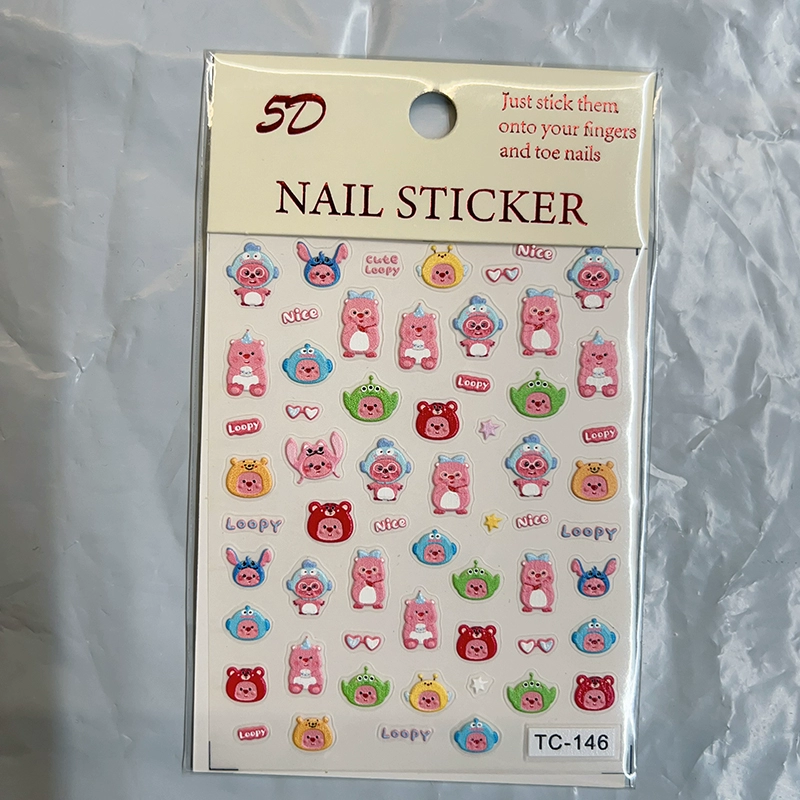 5D
Just stick them
onto your fingers
and toe nails
NAIL STICKER
Nice
Cute
Loopy
Nice
Loopy
Loopy
Loopy
Loopy
Nice
Nice
Loopy
Loopy
Loopy
TC-146